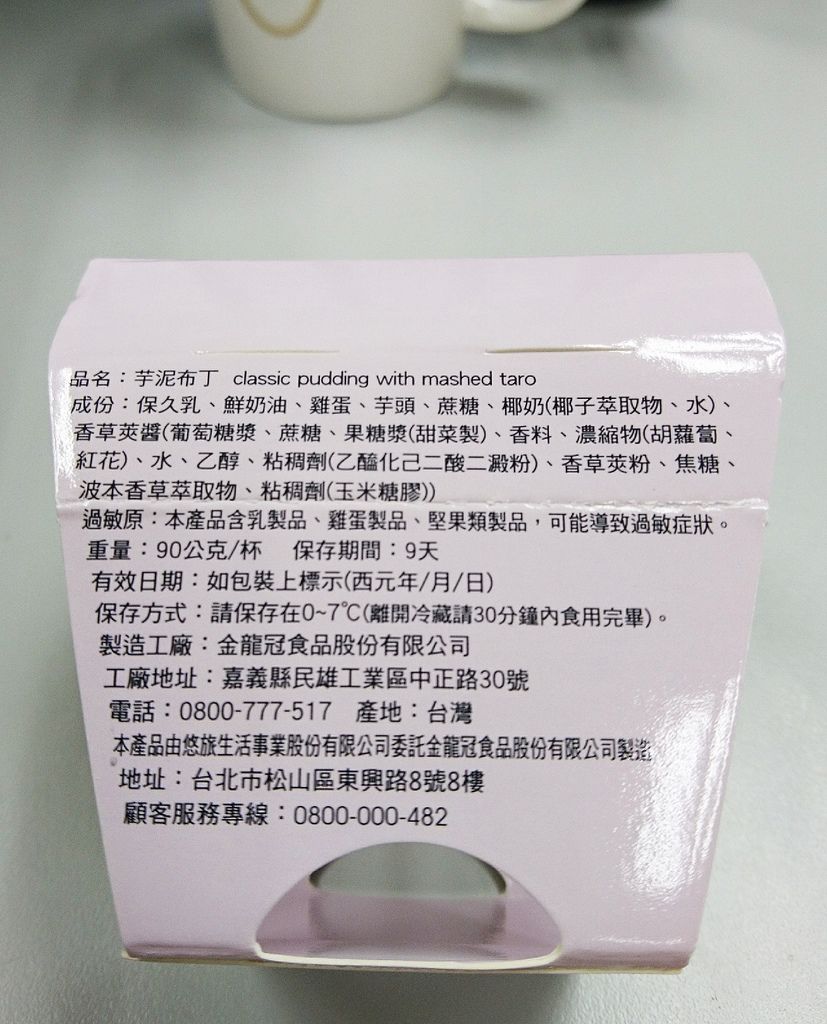 品名：芋泥布丁 classic pudding with mashed taro
成份：保久乳、鮮奶油、雞蛋、芋頭、蔗糖、椰奶(椰子萃取物、水)、
香草莢醬(葡萄糖漿、蔗糖、果糖漿(甜菜製)、香料、濃縮物(胡蘿蔔、
紅花)、水、乙醇、粘稠劑(乙醯化己二酸二澱粉)、香草莢粉、焦糖、
波本香草萃取物、粘稠劑(玉米糖膠))
過敏原：本產品含乳製品、雞蛋製品、堅果類製品，可能導致過敏症狀。
重量：90公克/杯 保存期間：9天
有效日期：如包裝上標示(西元年/月/日)
保存方式：請保存在0~7℃(離開冷藏請30分鐘內食用完畢)。
製造工廠：金龍冠食品股份有限公司
工廠地址：嘉義縣民雄工業區中正路30號
電話：0800-777-517 產地：台灣
本產品由悠旅生活事業股份有限公司委託金龍冠食品股份有限公司製造
地址：台北市松山區東興路8號8樓
顧客服務專線：0800-000-482